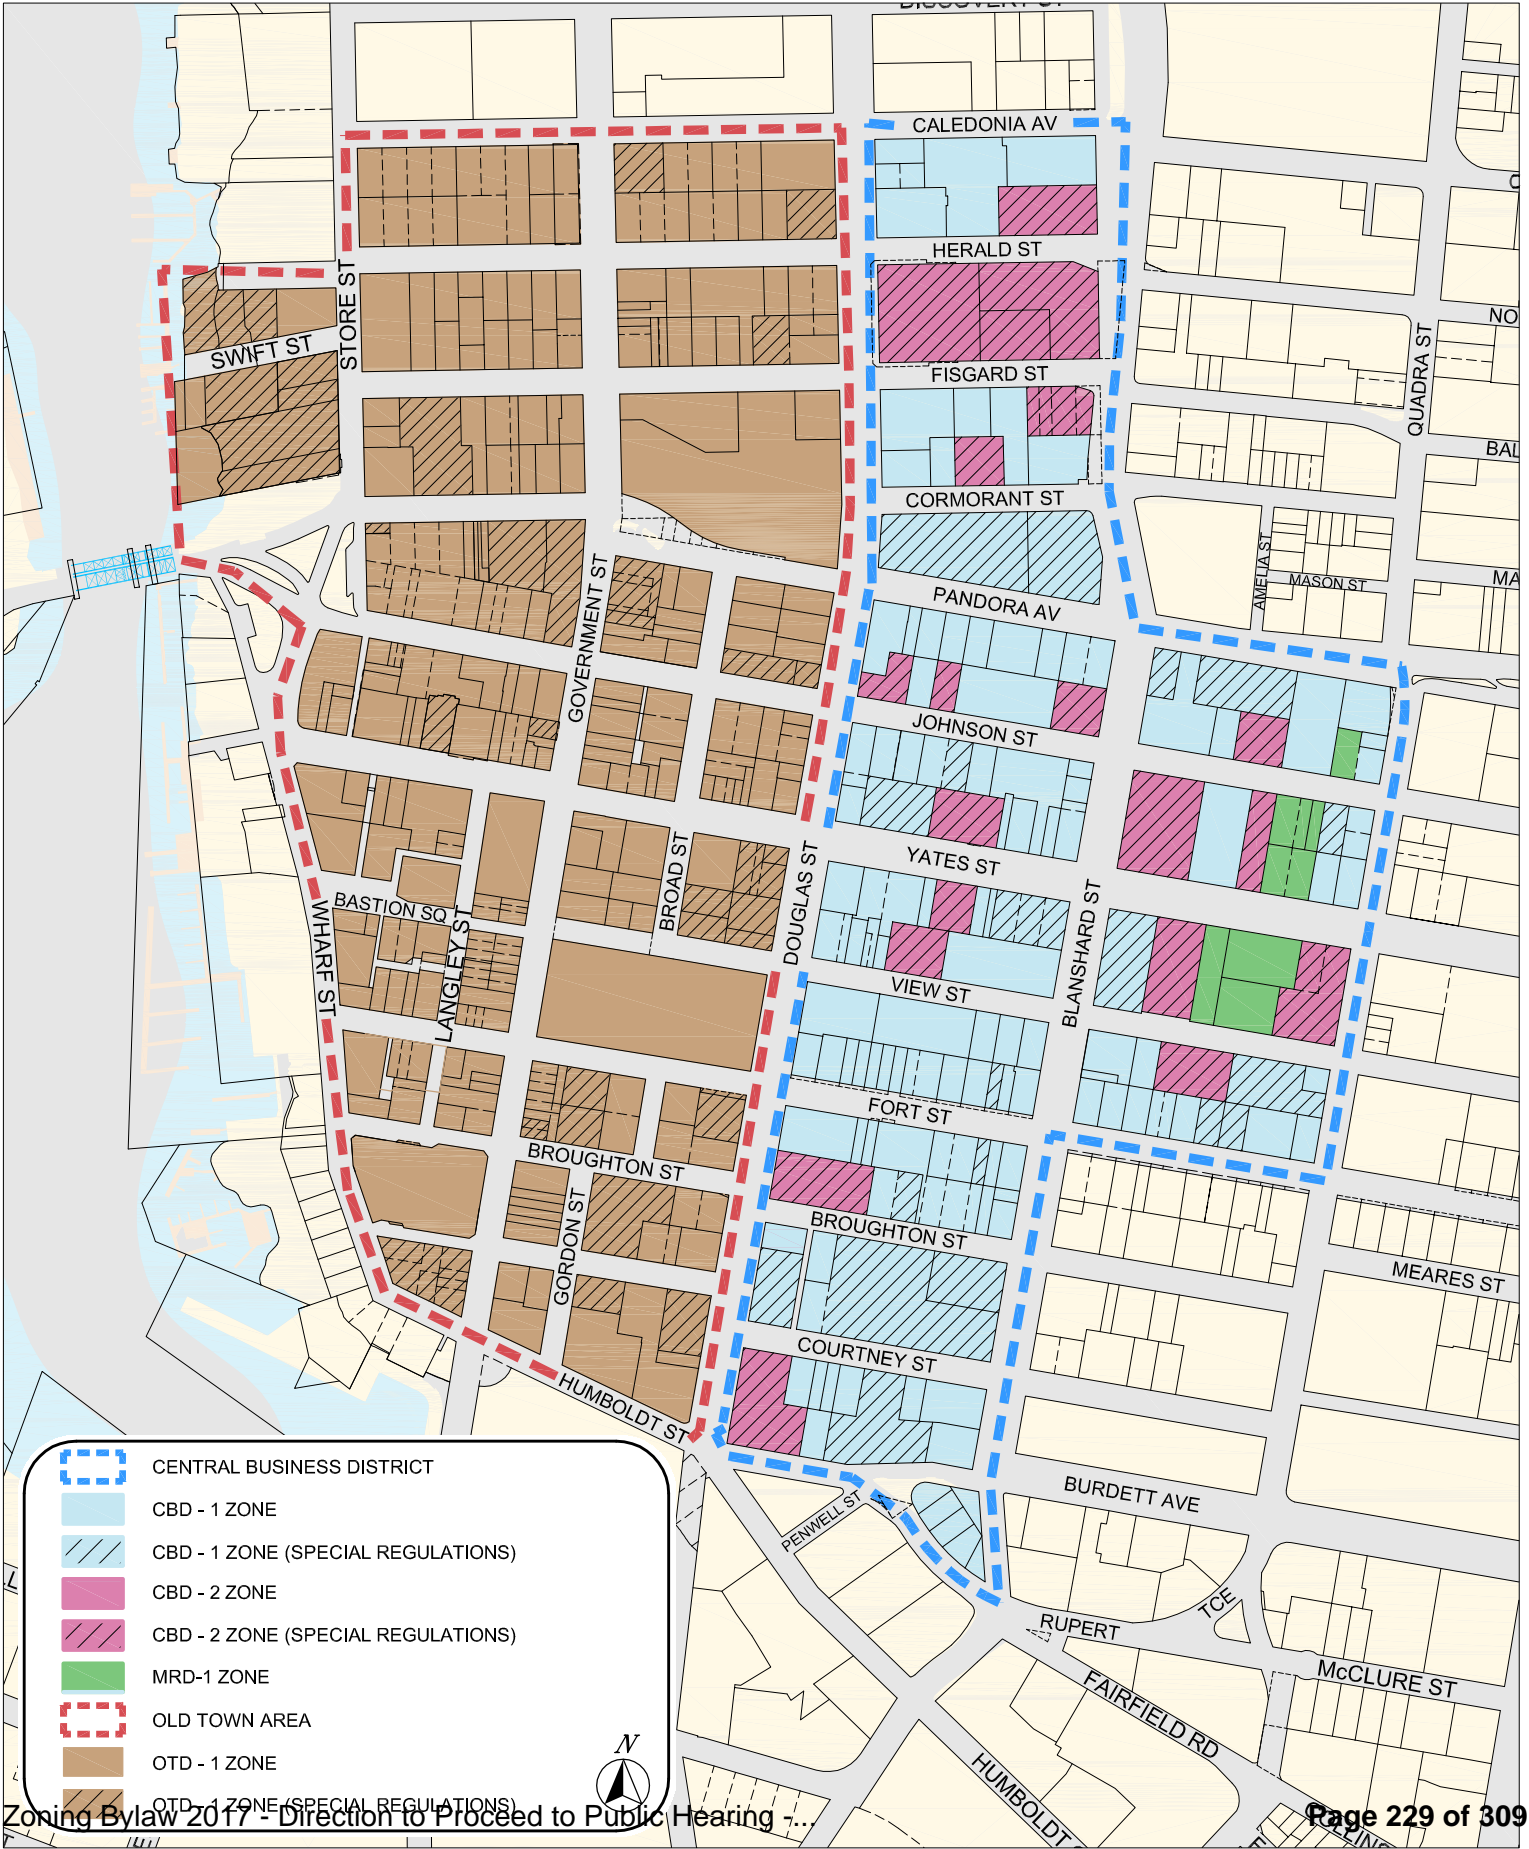 DISCOVERY ST
CALEDONIA AV
HERALD ST
STORE ST
SWIFT ST
FISGARD ST
QUADRA ST
NO
BAL
CORMORANT ST
AMELIA ST
MASON ST
MA
PANDORA AV
GOVERNMENT ST
JOHNSON ST
YATES ST
BROAD ST
DOUGLAS ST
BASTION SQ
LANGLEY ST
WHARF ST
BLANSHARD ST
VIEW ST
FORT ST
BROUGHTON ST
GORDON ST
BROUGHTON ST
MEARES ST
COURTNEY ST
HUMBOLDT ST
BURDETT AVE
PENWELL ST
RUPERT
TCE
McCLURE ST
FAIRFIELD RD
HUMBOLDT
COLLINS
CENTRAL BUSINESS DISTRICT
CBD - 1 ZONE
CBD - 1 ZONE (SPECIAL REGULATIONS)
CBD - 2 ZONE
CBD - 2 ZONE (SPECIAL REGULATIONS)
MRD-1 ZONE
OLD TOWN AREA
OTD - 1 ZONE
OTD - 1 ZONE (SPECIAL REGULATIONS)
N
Zoning Bylaw 2017 - Direction to Proceed to Public Hearing -...
Page 229 of 309